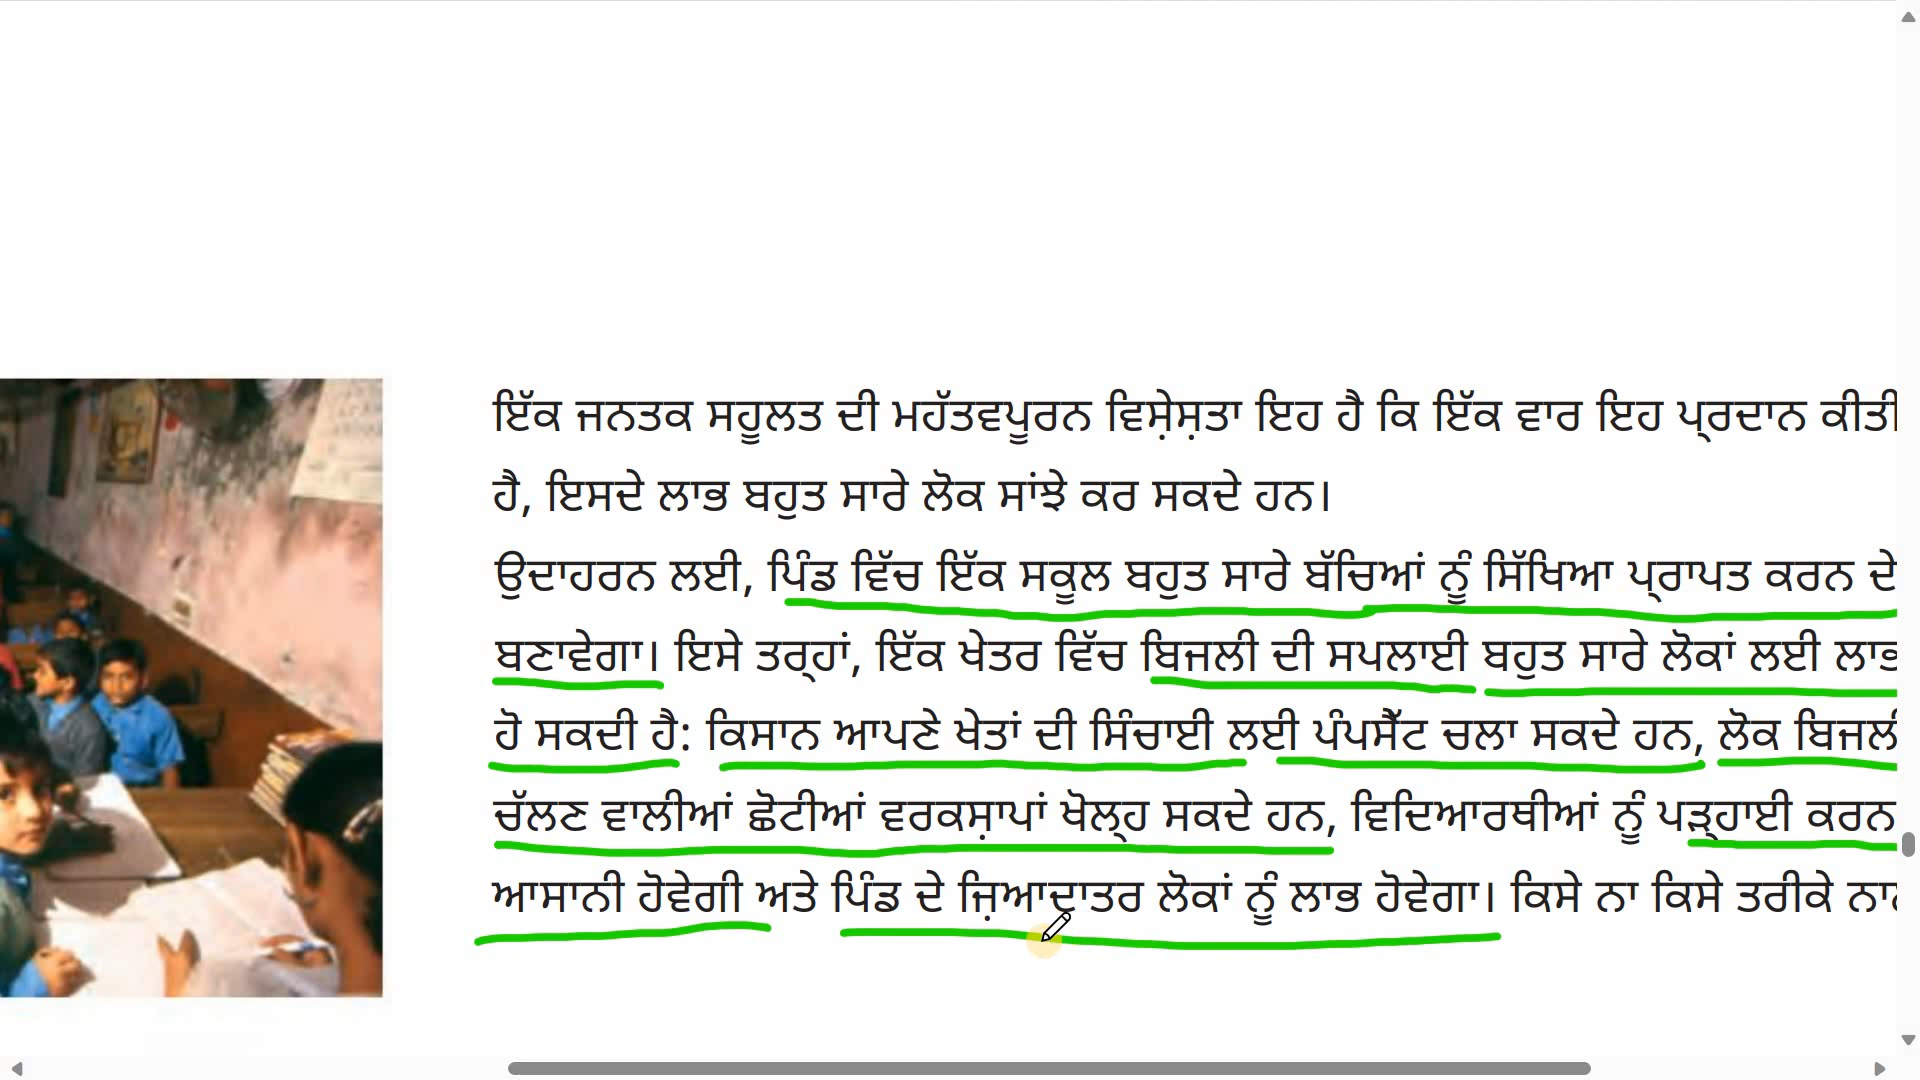 ਇੱਕ ਜਨਤਕ ਸਹੂਲਤ ਦੀ ਮਹੱਤਵਪੂਰਨ ਵਿਸ਼ੇਸ਼ਤਾ ਇਹ ਹੈ ਕਿ ਇੱਕ ਵਾਰ ਇਹ ਪ੍ਰਦਾਨ ਕੀਤੀ
ਹੈ, ਇਸਦੇ ਲਾਭ ਬਹੁਤ ਸਾਰੇ ਲੋਕ ਸਾਂਝੇ ਕਰ ਸਕਦੇ ਹਨ।
ਉਦਾਹਰਨ ਲਈ, ਪਿੰਡ ਵਿੱਚ ਇੱਕ ਸਕੂਲ ਬਹੁਤ ਸਾਰੇ ਬੱਚਿਆਂ ਨੂੰ ਸਿੱਖਿਆ ਪ੍ਰਾਪਤ ਕਰਨ ਦੇ
ਬਣਾਵੇਗਾ। ਇਸੇ ਤਰ੍ਹਾਂ, ਇੱਕ ਖੇਤਰ ਵਿੱਚ ਬਿਜਲੀ ਦੀ ਸਪਲਾਈ ਬਹੁਤ ਸਾਰੇ ਲੋਕਾਂ ਲਈ ਲਾਭ
ਹੋ ਸਕਦੀ ਹੈ: ਕਿਸਾਨ ਆਪਣੇ ਖੇਤਾਂ ਦੀ ਸਿੰਚਾਈ ਲਈ ਪੰਪਸੈੱਟ ਚਲਾ ਸਕਦੇ ਹਨ, ਲੋਕ ਬਿਜਲੀ
ਚੱਲਣ ਵਾਲੀਆਂ ਛੋਟੀਆਂ ਵਰਕਸ਼ਾਪਾਂ ਖੋਲ੍ਹ ਸਕਦੇ ਹਨ, ਵਿਦਿਆਰਥੀਆਂ ਨੂੰ ਪੜ੍ਹਾਈ ਕਰਨ
ਆਸਾਨੀ ਹੋਵੇਗੀ ਅਤੇ ਪਿੰਡ ਦੇ ਜ਼ਿਆਦਾਤਰ ਲੋਕਾਂ ਨੂੰ ਲਾਭ ਹੋਵੇਗਾ। ਕਿਸੇ ਨਾ ਕਿਸੇ ਤਰੀਕੇ